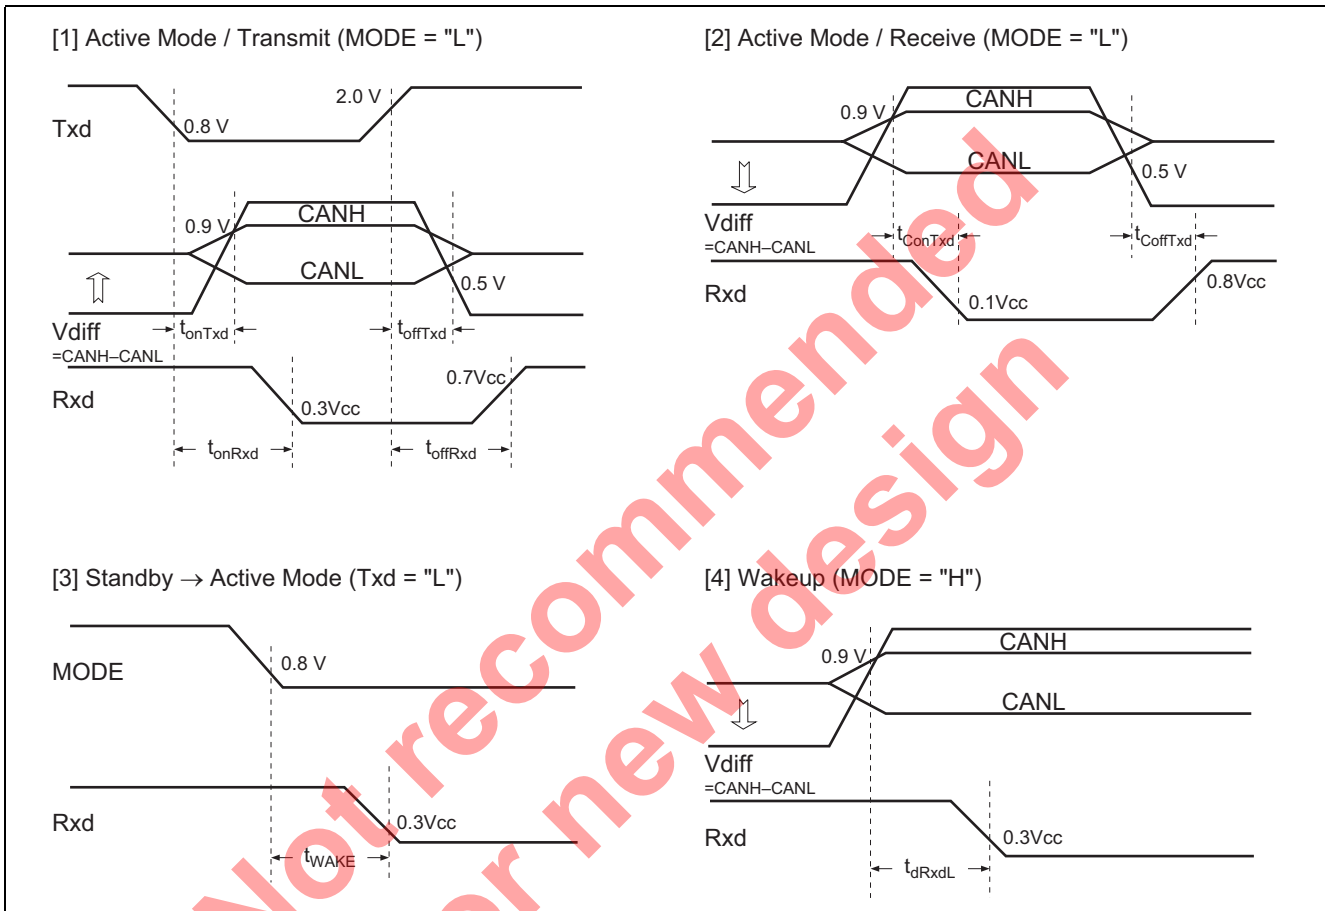 [1] Active Mode / Transmit (MODE = "L")
2.0 V
Txd
0.8 V
CANH
0.9 V
CANL
0.5 V
Vdiff
tonTxd
toffTxd
=CANH–CANL
0.7Vcc
Rxd
0.3Vcc
tonRxd
toffRxd
[2] Active Mode / Receive (MODE = "L")
CANH
0.9 V
CANL
0.5 V
Vdiff
=CANH–CANL
tConTxd
tCoffTxd
0.8Vcc
Rxd
0.1Vcc
[3] Standby → Active Mode (Txd = "L")
0.8 V
MODE
Rxd
0.3Vcc
tWAKE
[4] Wakeup (MODE = "H")
CANH
0.9 V
CANL
Vdiff
=CANH–CANL
Rxd
0.3Vcc
tdRxdL
Not recommended
new design